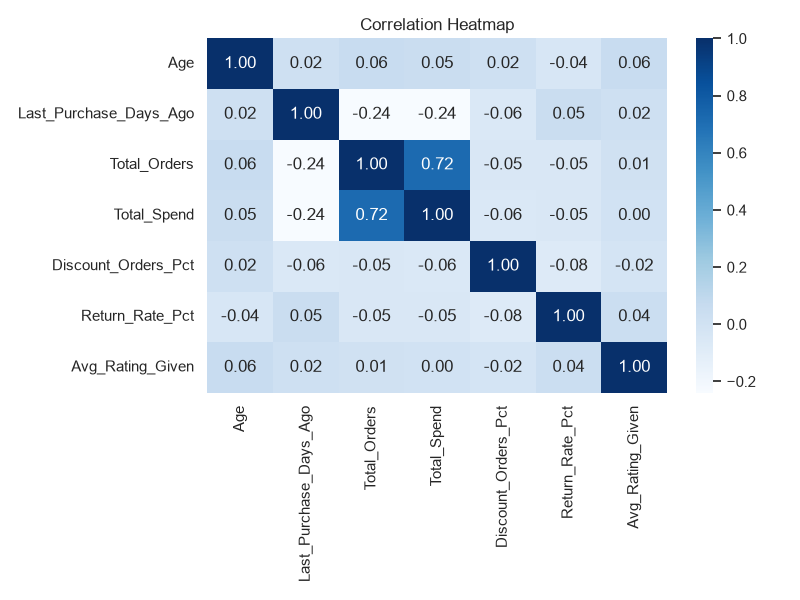 Correlation Heatmap
Age 1.00 0.02 0.06 0.05 0.02 -0.04 0.06
Last_Purchase_Days_Ago 0.02 1.00 -0.24 -0.24 -0.06 0.05 0.02
Total_Orders 0.06 -0.24 1.00 0.72 -0.05 -0.05 0.01
Total_Spend 0.05 -0.24 0.72 1.00 -0.06 -0.05 0.00
Discount_Orders_Pct 0.02 -0.06 -0.05 -0.06 1.00 -0.08 -0.02
Return_Rate_Pct -0.04 0.05 -0.05 -0.05 -0.08 1.00 0.04
Avg_Rating_Given 0.06 0.02 0.01 0.00 -0.02 0.04 1.00
Age
Last_Purchase_Days_Ago
Total_Orders
Total_Spend
Discount_Orders_Pct
Return_Rate_Pct
Avg_Rating_Given
1.0
0.8
0.6
0.4
0.2
0.0
−0.2